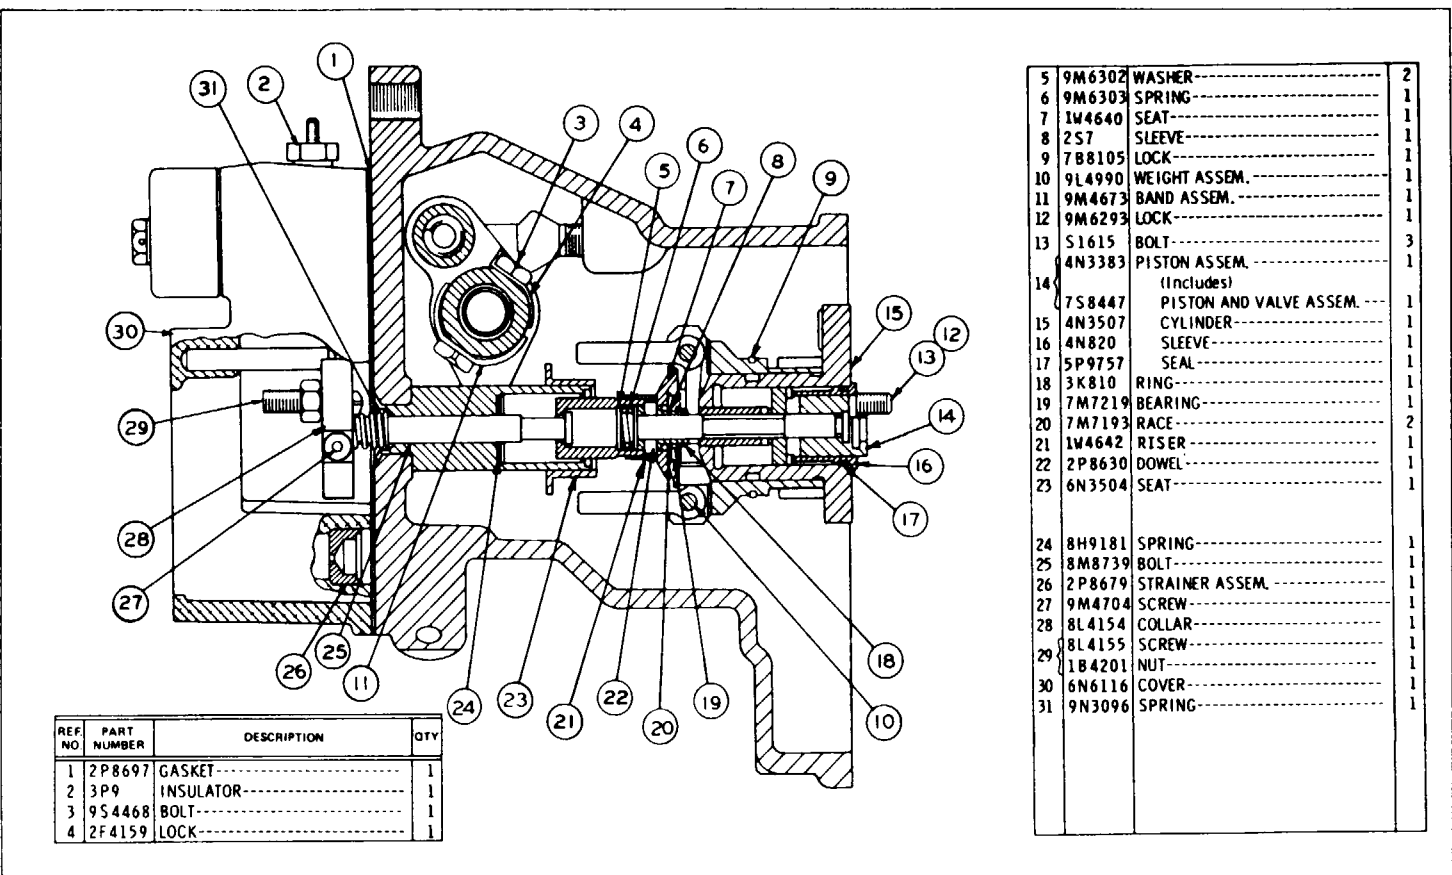 1
2
31
3
4
5
6
7
8
9
15
12
13
14
16
17
18
10
19
20
22
21
23
24
11
25
26
27
28
29
30
REF. NO. PART NUMBER DESCRIPTION QTY
1 2P8697 GASKET 1
2 3P9 INSULATOR 1
3 9S4468 BOLT 1
4 2F4159 LOCK 1
5 9M6302 WASHER 2
6 9M6303 SPRING 1
7 1W4640 SEAT 1
8 2S7 SLEEVE 1
9 7B8105 LOCK 1
10 9L4990 WEIGHT ASSEM. 1
11 9M4673 BAND ASSEM. 1
12 9M6293 LOCK 1
13 S1615 BOLT 3
4N3383 PISTON ASSEM. 1
14 (Includes)
7S8447 PISTON AND VALVE ASSEM. 1
15 4N3507 CYLINDER 1
16 4N820 SLEEVE 1
17 5P9757 SEAL 1
18 3K810 RING 1
19 7M7219 BEARING 1
20 7M7193 RACE 2
21 1W4642 RISER 1
22 2P8630 DOWEL 1
23 6N3504 SEAT 1
24 8H9181 SPRING 1
25 8M8739 BOLT 1
26 2P8679 STRAINER ASSEM. 1
27 9M4704 SCREW 1
28 8L4154 COLLAR 1
29 8L4155 SCREW 1
1B4201 NUT 1
30 6N6116 COVER 1
31 9N3096 SPRING 1